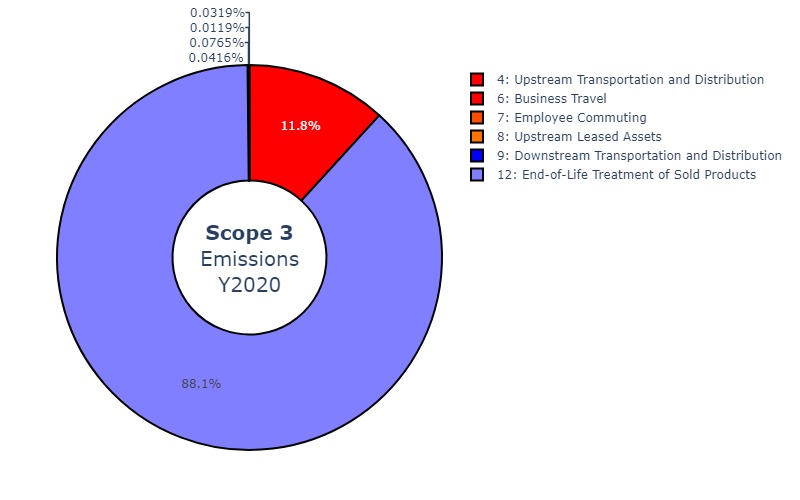 0.0319%
0.0119%
0.0765%
0.0416%
11.8%
88.1%
Scope 3
Emissions
Y2020
4: Upstream Transportation and Distribution
6: Business Travel
7: Employee Commuting
8: Upstream Leased Assets
9: Downstream Transportation and Distribution
12: End-of-Life Treatment of Sold Products